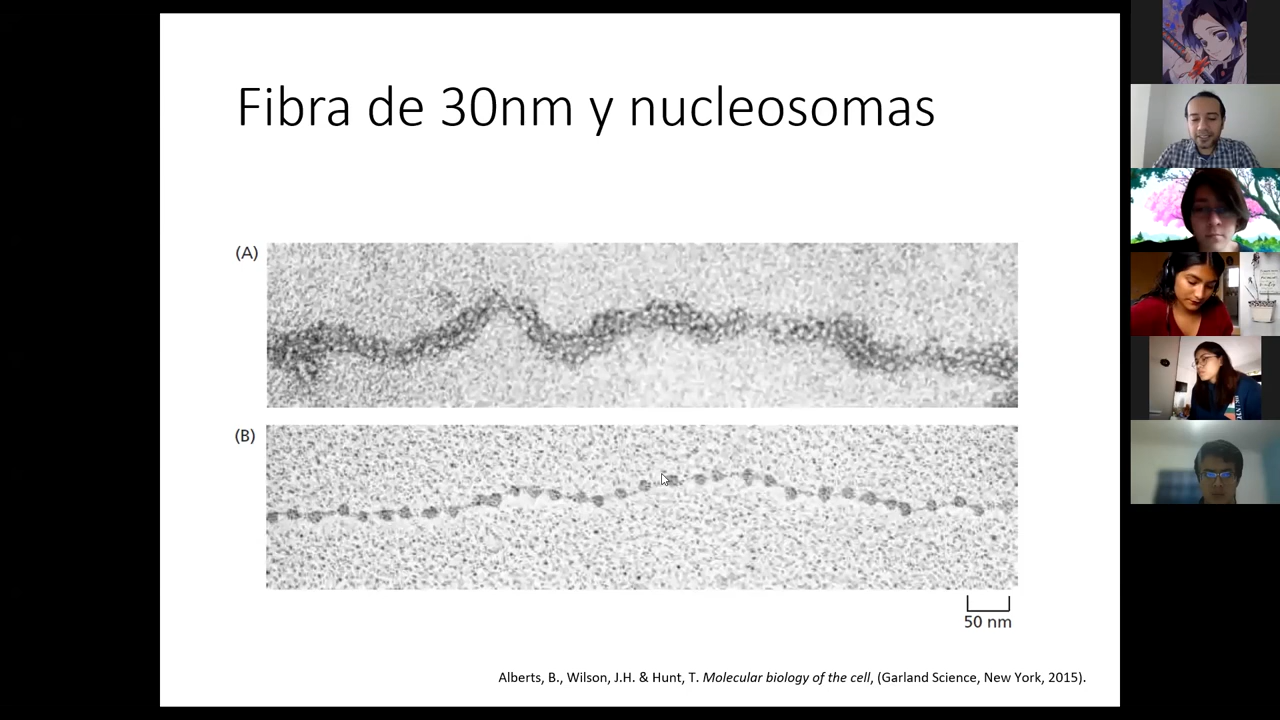 Fibra de 30nm y nucleosomas
(A)
(B)
50 nm
Alberts, B., Wilson, J.H. & Hunt, T. Molecular biology of the cell, (Garland Science, New York, 2015).